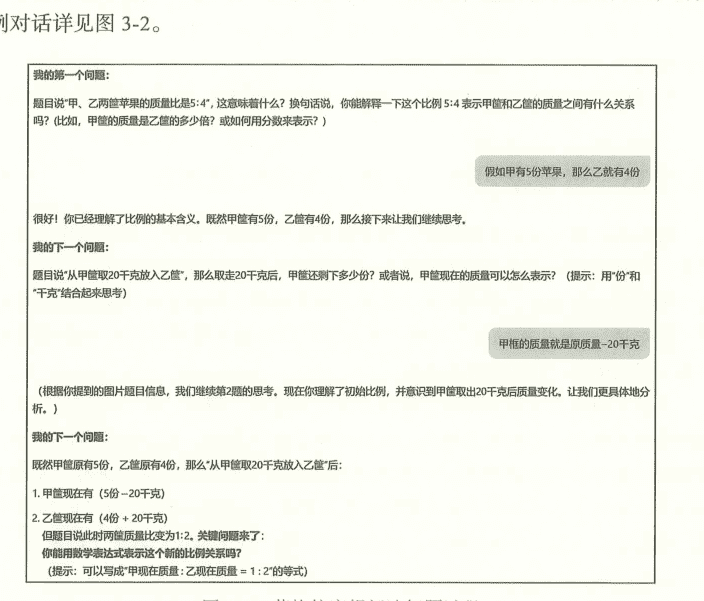 例对话详见图 3-2。
我的第一个问题：
题目说“甲、乙两筐苹果的质量比是5:4”，这意味着什么？换句话说，你能解释一下这个比例 5:4 表示甲筐和乙筐的质量之间有什么关系
吗？(比如，甲筐的质量是乙筐的多少倍？或如何用分数来表示？)
假如甲有5份苹果，那么乙就有4份
很好！你已经理解了比例的基本含义。既然甲筐有5份，乙筐有4份，那么接下来让我们继续思考。
我的下一个问题：
题目说“从甲筐取20千克放入乙筐”，那么取走20千克后，甲筐还剩下多少份？或者说，甲筐现在的质量可以怎么表示？（提示：用“份”和
“千克”结合起来思考）
甲框的质量就是原质量–20千克
（根据你提到的图片题目信息，我们继续第2题的思考。现在你理解了初始比例，并意识到甲筐取出20千克后质量变化。让我们更具体地分
析。）
我的下一个问题：
既然甲筐原有5份，乙筐原有4份，那么“从甲筐取20千克放入乙筐”后：
1. 甲筐现在有（5份 – 20千克）
2. 乙筐现在有（4份 + 20千克）
但题目说此时两筐质量比变为1:2。关键问题来了：
你能用数学表达式表示这个新的比例关系吗？
（提示：可以写成“甲现在质量 : 乙现在质量 = 1 : 2”的等式）